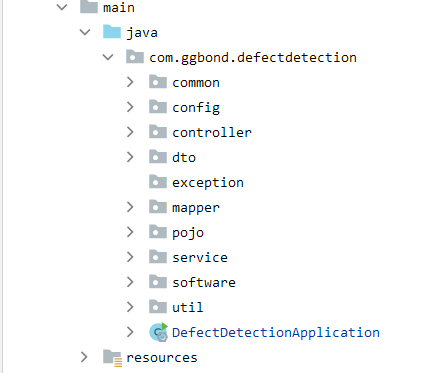 main
java
com.ggbond.defectdetection
common
config
controller
dto
exception
mapper
pojo
service
software
util
DefectDetectionApplication
resources